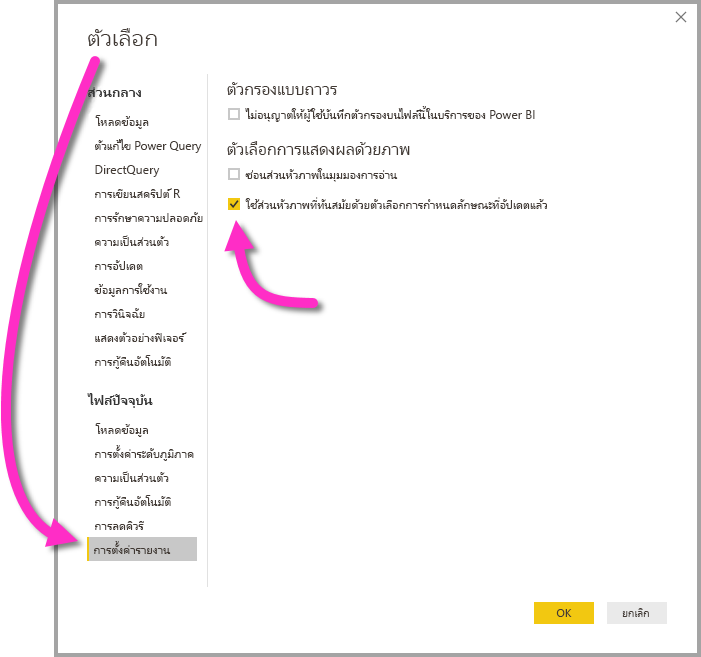 ตัวเลือก
ส่วนกลาง
โหลดข้อมูล
ตัวแก้ไข Power Query
DirectQuery
การเขียนสคริปต์ R
การรักษาความปลอดภัย
ความเป็นส่วนตัว
การอัปเดต
ข้อมูลการใช้งาน
การวินิจฉัย
แสดงตัวอย่างฟีเจอร์
การกู้คืนอัตโนมัติ
ไฟล์ปัจจุบัน
โหลดข้อมูล
การตั้งค่าระดับภูมิภาค
ความเป็นส่วนตัว
การกู้คืนอัตโนมัติ
การลดคิวรี
การตั้งค่ารายงาน
ตัวกรองแบบถาวร
ไม่อนุญาตให้ผู้ใช้บันทึกตัวกรองบนไฟล์นี้ในบริการของ Power BI
ตัวเลือกการแสดงผลด้วยภาพ
ซ่อนส่วนหัวภาพในมุมมองการอ่าน
ใช้ส่วนหัวภาพที่ทันสมัยด้วยตัวเลือกการกำหนดลักษณะที่อัปเดตแล้ว
OK
ยกเลิก